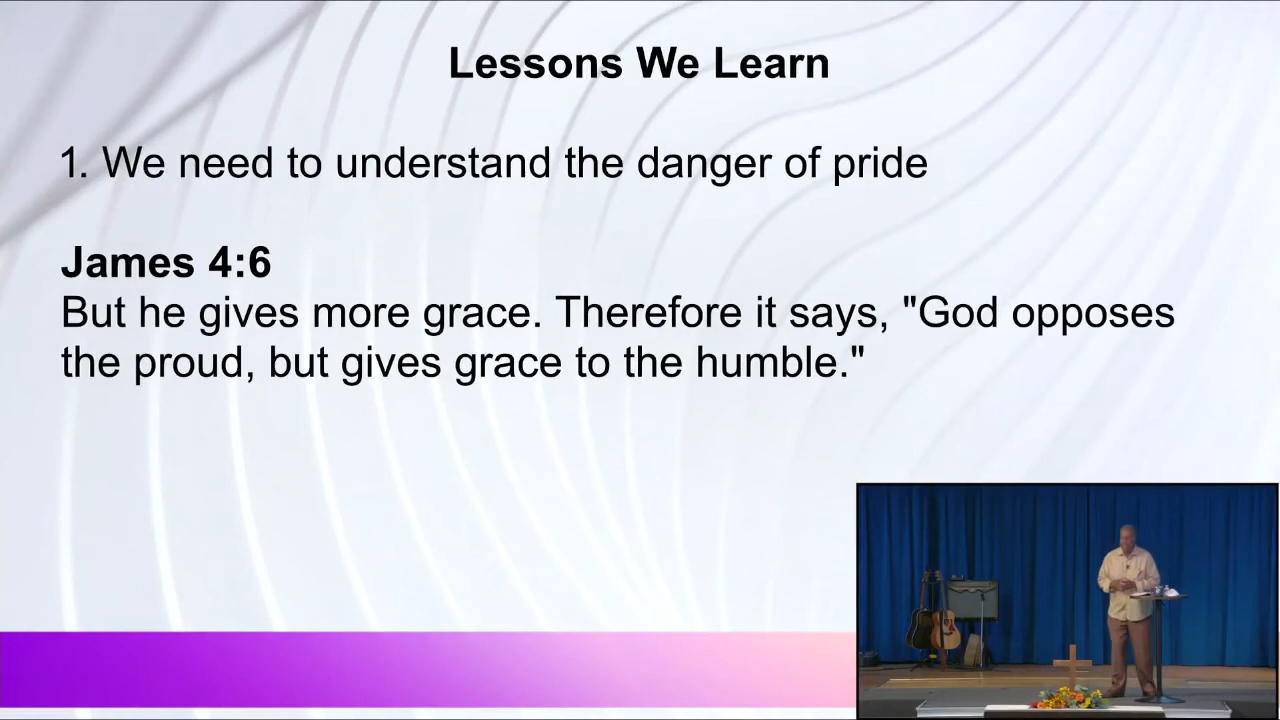 Lessons We Learn
1. We need to understand the danger of pride
James 4:6
But he gives more grace. Therefore it says, "God opposes
the proud, but gives grace to the humble."